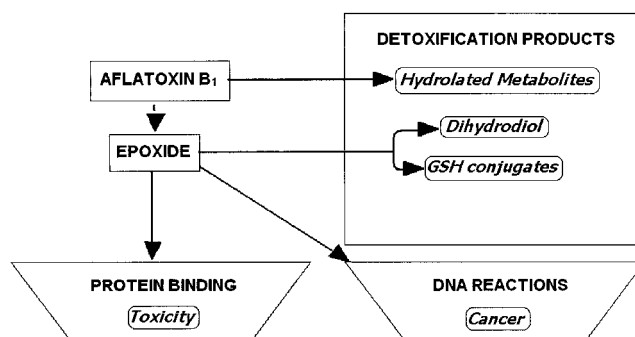 DETOXIFICATION PRODUCTS
AFLATOXIN B₁
Hydrolated Metabolites
Dihydrodiol
EPOXIDE
GSH conjugates
PROTEIN BINDING
Toxicity
DNA REACTIONS
Cancer